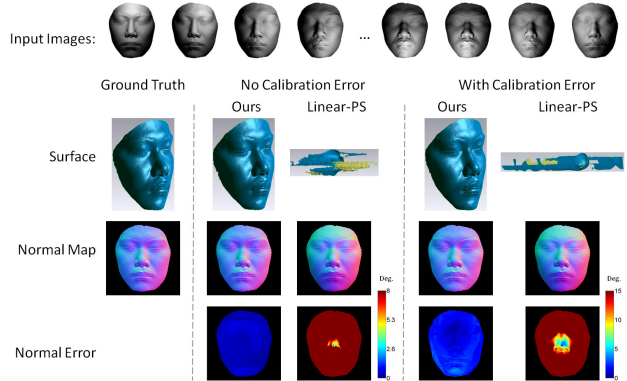 Input Images:
...
Ground Truth
No Calibration Error
With Calibration Error
Ours
Linear-PS
Ours
Linear-PS
Surface
Normal Map
Deg.
8
5.3
2.6
0
Deg.
15
10
5
0
Normal Error